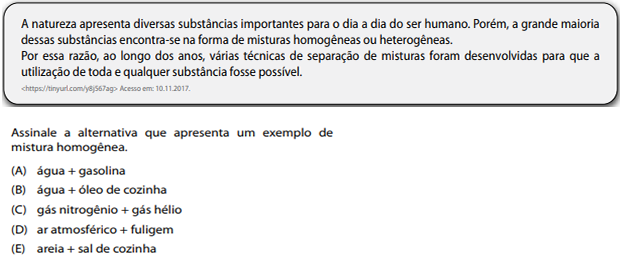 A natureza apresenta diversas substâncias importantes para o dia a dia do ser humano. Porém, a grande maioria
dessas substâncias encontra-se na forma de misturas homogêneas ou heterogêneas.
Por essa razão, ao longo dos anos, várias técnicas de separação de misturas foram desenvolvidas para que a
utilização de toda e qualquer substância fosse possível.
<https://tinyurl.com/y8j567ag> Acesso em: 10.11.2017.
Assinale a alternativa que apresenta um exemplo de
mistura homogênea.
(A) água + gasolina
(B) água + óleo de cozinha
(C) gás nitrogênio + gás hélio
(D) ar atmosférico + fuligem
(E) areia + sal de cozinha